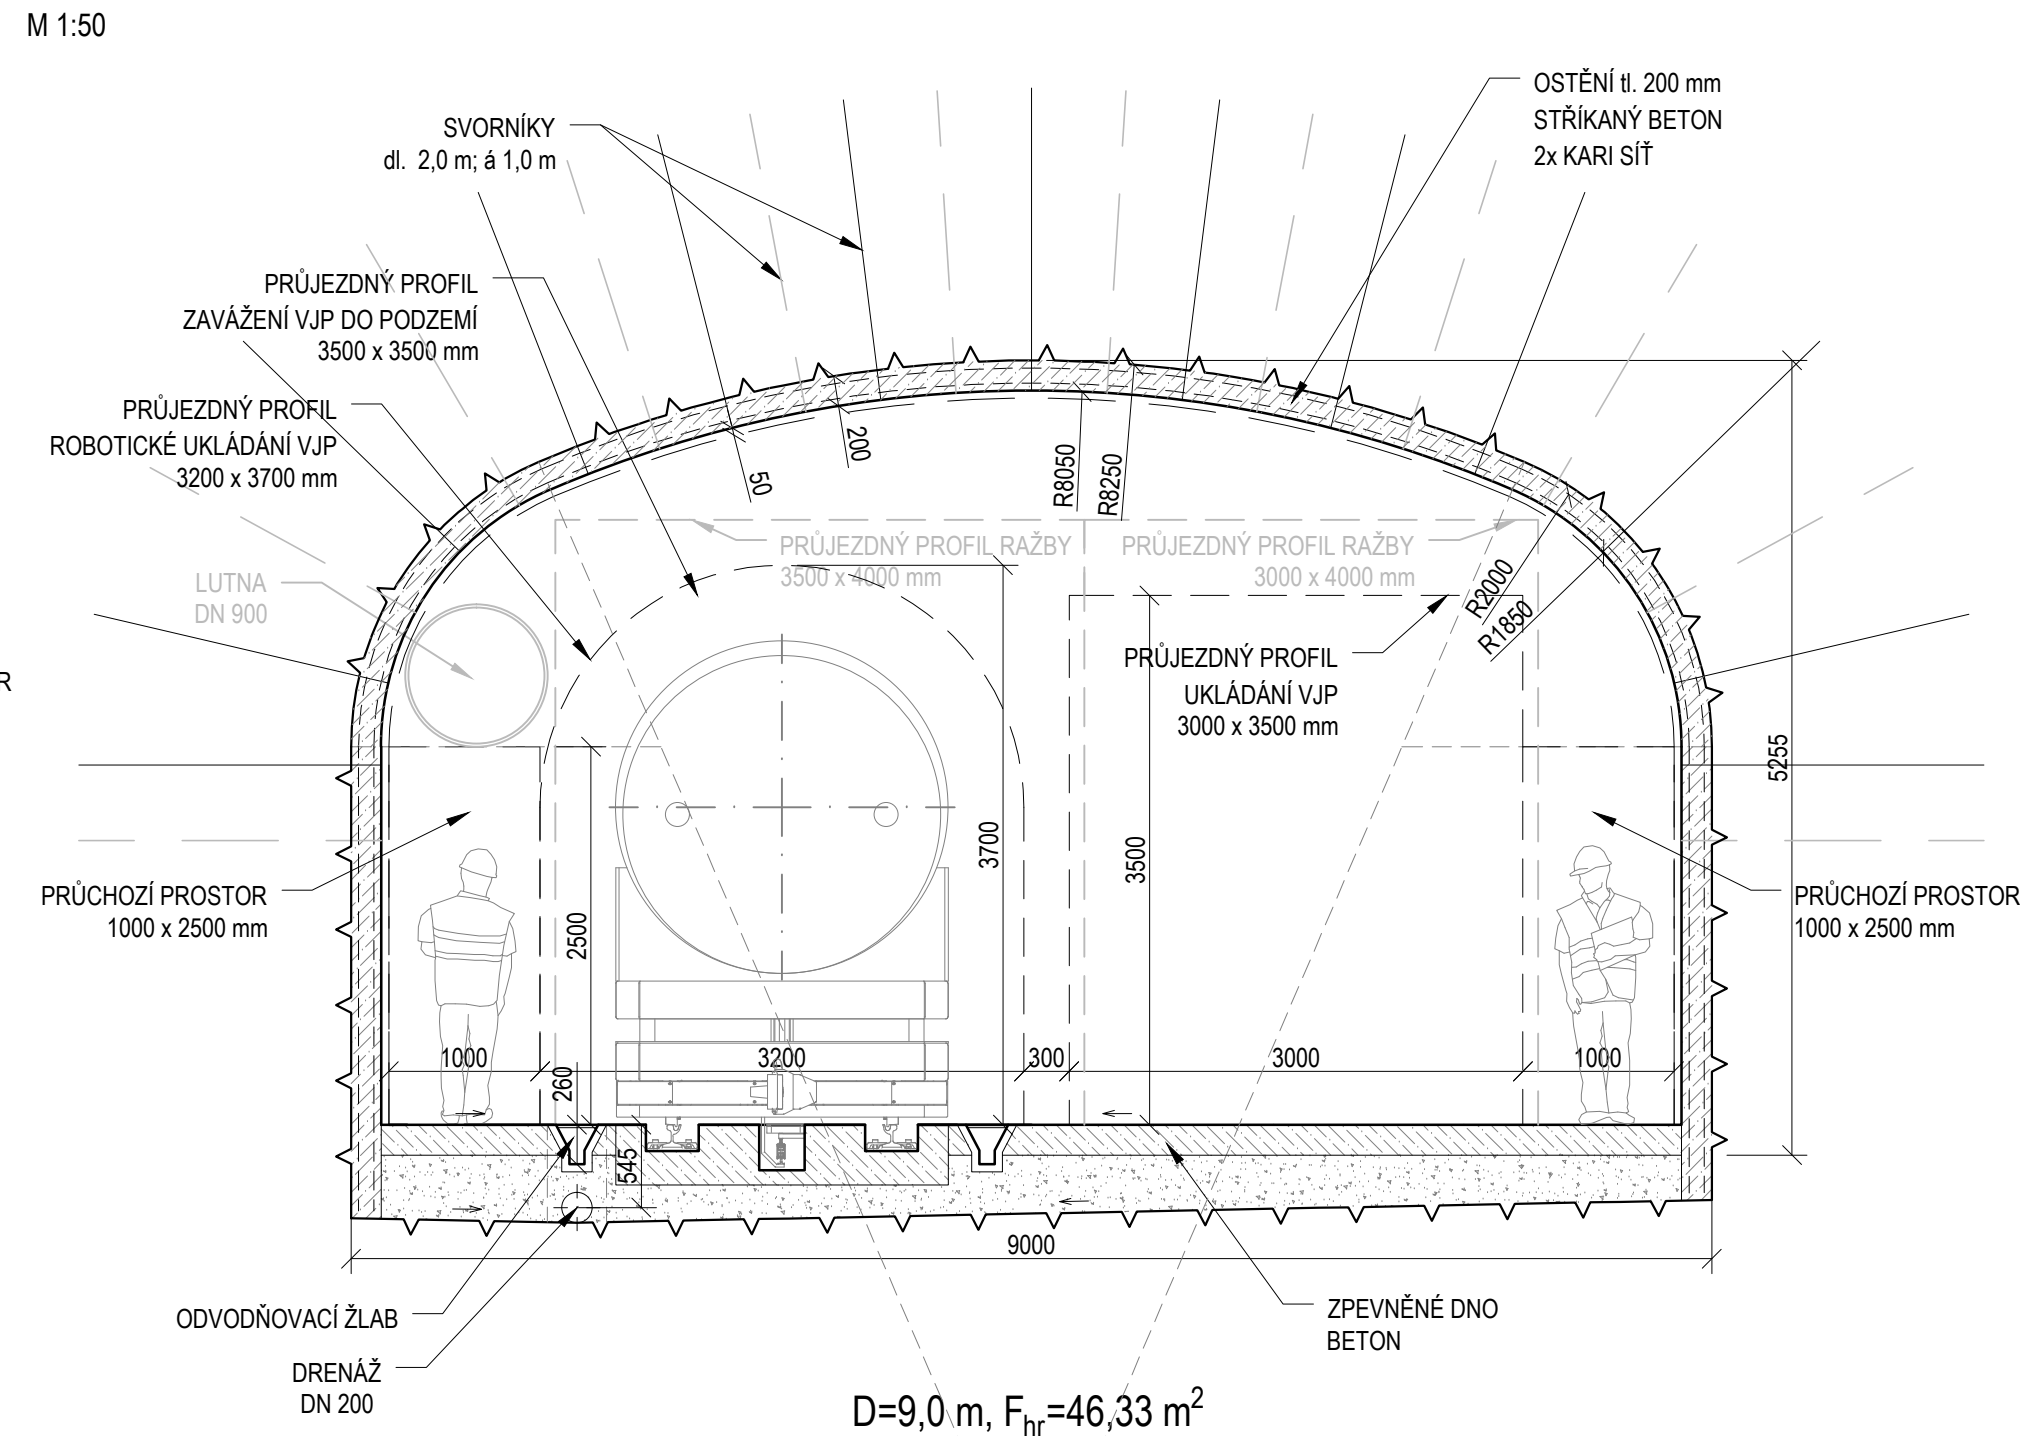 M 1:50
OSTĚNÍ tl. 200 mm
STŘÍKANÝ BETON
2x KARI SÍŤ
SVORNÍKY
dl. 2,0 m; á 1,0 m
PRŮJEZDNÝ PROFIL
ZAVÁŽENÍ VJP DO PODZEMÍ
3500 x 3500 mm
PRŮJEZDNÝ PROFIL
ROBOTICKÉ UKLÁDÁNÍ VJP
3200 x 3700 mm
200
50
R8050
R8250
PRŮJEZDNÝ PROFIL RAŽBY
3500 x 4000 mm
PRŮJEZDNÝ PROFIL RAŽBY
3000 x 4000 mm
LUTNA
DN 900
R2000
R1850
PRŮJEZDNÝ PROFIL
UKLÁDÁNÍ VJP
3000 x 3500 mm
R
5255
3700
3500
2500
PRŮCHOZÍ PROSTOR
1000 x 2500 mm
PRŮCHOZÍ PROSTOR
1000 x 2500 mm
1000
3200
300
3000
1000
260
545
9000
ODVODŇOVACÍ ŽLAB
ZPEVNĚNÉ DNO
BETON
DRENÁŽ
DN 200
D=9,0 m, Fhr=46,33 m²